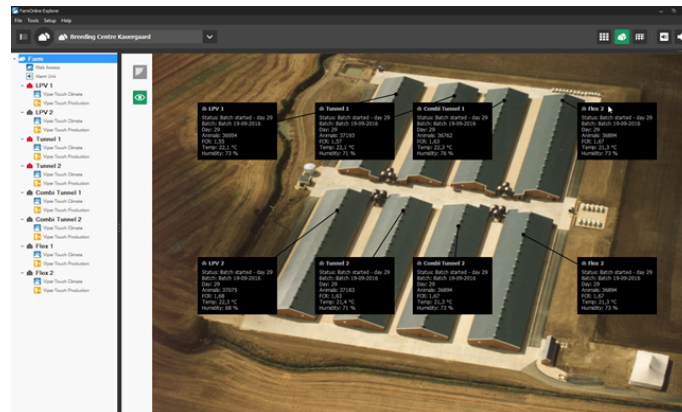 FarmOnline Explorer
File Tools Setup Help
Breeding Centre Kauergaard
Farm
Web Access
Alarm Unit
LPV 1
Viper Touch Climate
Viper Touch Production
LPV 2
Viper Touch Climate
Viper Touch Production
Tunnel 1
Viper Touch Climate
Viper Touch Production
Tunnel 2
Viper Touch Climate
Viper Touch Production
Combi Tunnel 1
Viper Touch Climate
Viper Touch Production
Combi Tunnel 2
Viper Touch Climate
Viper Touch Production
Flex 1
Viper Touch Climate
Viper Touch Production
Flex 2
Viper Touch Climate
Viper Touch Production
LPV 1
Status: Batch started - day 29
Batch: Batch 19-09-2016
Day: 29
Animals: 36894
FCR: 1,55
Temp: 22,1 °C
Humidity: 73 %
Tunnel 1
Status: Batch started - day 29
Batch: Batch 19-09-2016
Day: 29
Animals: 37193
FCR: 1,57
Temp: 22,1 °C
Humidity: 71 %
Combi Tunnel 1
Status: Batch started - day 29
Batch: Batch 19-09-2016
Day: 29
Animals: 36762
FCR: 1,63
Temp: 22,3 °C
Humidity: 76 %
Flex 2
Status: Batch started - day 29
Batch: Batch 19-09-2016
Day: 29
Animals: 36894
FCR: 1,67
Temp: 21,3 °C
Humidity: 73 %
LPV 2
Status: Batch started - day 29
Batch: Batch 19-09-2016
Day: 29
Animals: 37075
FCR: 1,68
Temp: 22,3 °C
Humidity: 68 %
Tunnel 2
Status: Batch started - day 29
Batch: Batch 19-09-2016
Day: 29
Animals: 37183
FCR: 1,63
Temp: 21,4 °C
Humidity: 71 %
Combi Tunnel 2
Status: Batch started - day 29
Batch: Batch 19-09-2016
Day: 29
Animals: 36894
FCR: 1,67
Temp: 21,3 °C
Humidity: 73 %
Flex 2
Status: Batch started - day 29
Batch: Batch 19-09-2016
Day: 29
Animals: 36894
FCR: 1,67
Temp: 21,3 °C
Humidity: 73 %